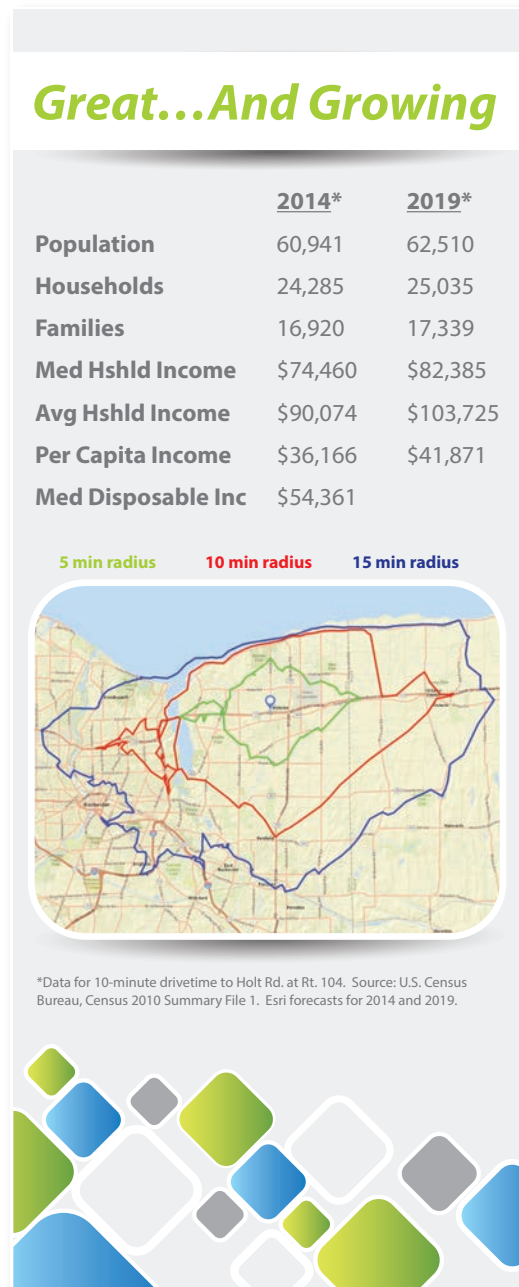 Great…And Growing
2014* 2019*
Population 60,941 62,510
Households 24,285 25,035
Families 16,920 17,339
Med Hshld Income $74,460 $82,385
Avg Hshld Income $90,074 $103,725
Per Capita Income $36,166 $41,871
Med Disposable Inc $54,361
5 min radius 10 min radius 15 min radius
*Data for 10-minute drivetime to Holt Rd. at Rt. 104. Source: U.S. Census
Bureau, Census 2010 Summary File 1. Esri forecasts for 2014 and 2019.